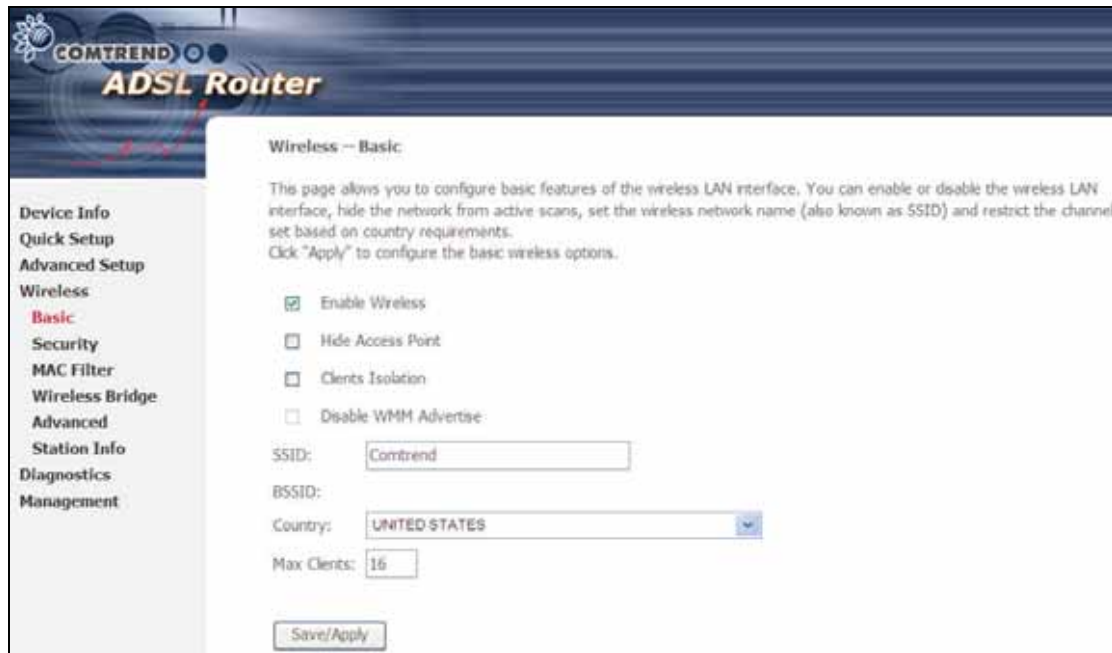 COMTREND
ADSL Router
Device Info
Quick Setup
Advanced Setup
Wireless
Basic
Security
MAC Filter
Wireless Bridge
Advanced
Station Info
Diagnostics
Management
Wireless -- Basic
This page allows you to configure basic features of the wireless LAN interface. You can enable or disable the wireless LAN
interface, hide the network from active scans, set the wireless network name (also known as SSID) and restrict the channel
set based on country requirements.
Click "Apply" to configure the basic wireless options.
Enable Wireless
Hide Access Point
Clients Isolation
Disable WMM Advertise
SSID: Comtrend
BSSID:
Country: UNITED STATES
Max Clients: 16
Save/Apply